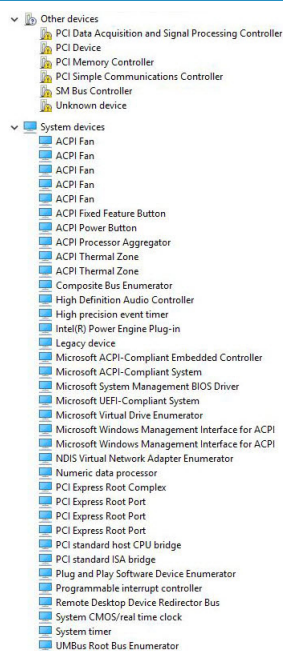 Other devices
PCI Data Acquisition and Signal Processing Controller
PCI Device
PCI Memory Controller
PCI Simple Communications Controller
SM Bus Controller
Unknown device
System devices
ACPI Fan
ACPI Fan
ACPI Fan
ACPI Fan
ACPI Fan
ACPI Fixed Feature Button
ACPI Power Button
ACPI Processor Aggregator
ACPI Thermal Zone
ACPI Thermal Zone
Composite Bus Enumerator
High Definition Audio Controller
High precision event timer
Intel(R) Power Engine Plug-in
Legacy device
Microsoft ACPI-Compliant Embedded Controller
Microsoft ACPI-Compliant System
Microsoft System Management BIOS Driver
Microsoft UEFI-Compliant System
Microsoft Virtual Drive Enumerator
Microsoft Windows Management Interface for ACPI
Microsoft Windows Management Interface for ACPI
NDIS Virtual Network Adapter Enumerator
Numeric data processor
PCI Express Root Complex
PCI Express Root Port
PCI Express Root Port
PCI Express Root Port
PCI standard host CPU bridge
PCI standard ISA bridge
Plug and Play Software Device Enumerator
Programmable interrupt controller
Remote Desktop Device Redirector Bus
System CMOS/real time clock
System timer
UMBus Root Bus Enumerator